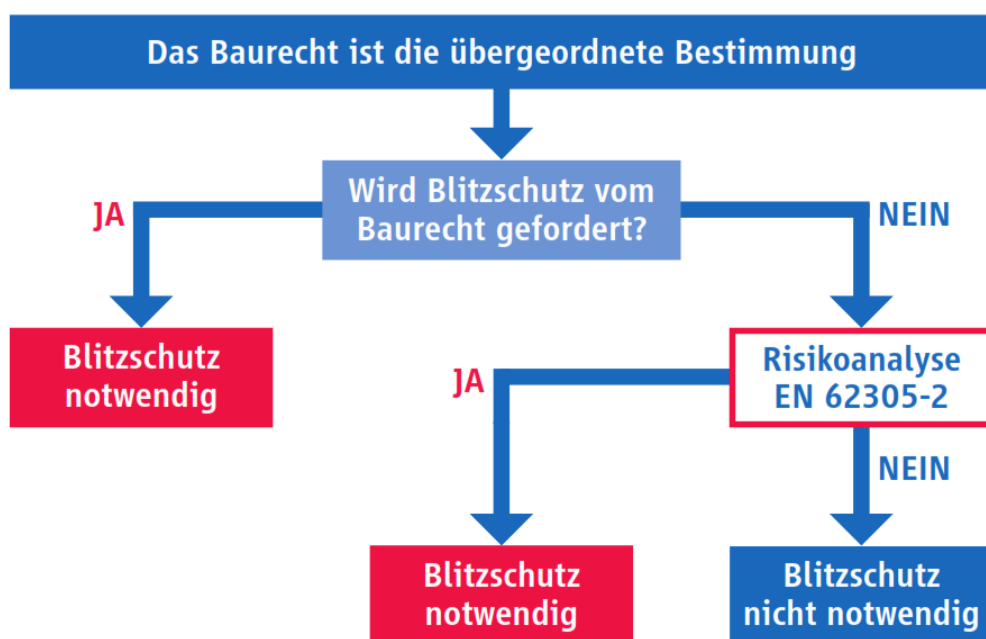 Das Baurecht ist die übergeordnete Bestimmung
Wird Blitzschutz vom
Baurecht gefordert?
JA
NEIN
Blitzschutz
notwendig
Risikoanalyse
EN 62305-2
JA
NEIN
Blitzschutz
notwendig
Blitzschutz
nicht notwendig